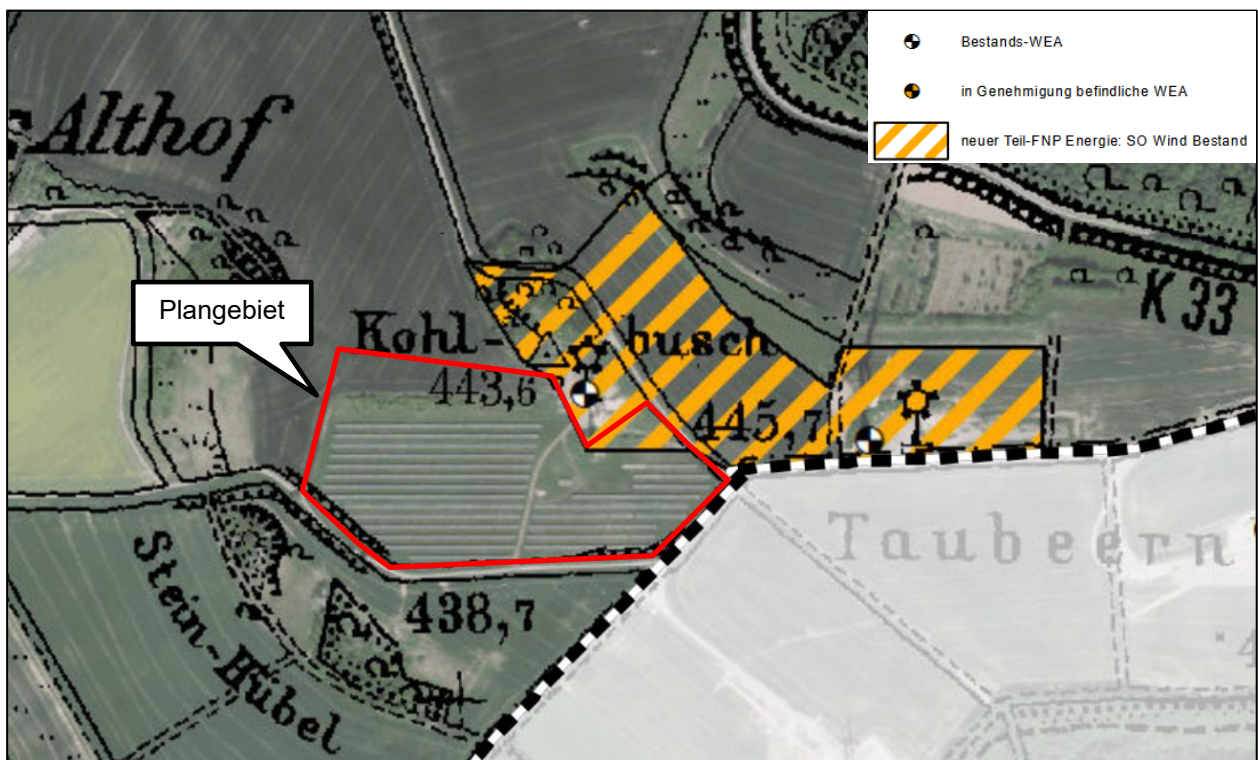 Bestands-WEA
in Genehmigung befindliche WEA
neuer Teil-FNP Energie: SO Wind Bestand
Althof
K 33
Plangebiet
Kohl-busch
443,6
445,7
Taubeern
438,7
Stein-Hübel